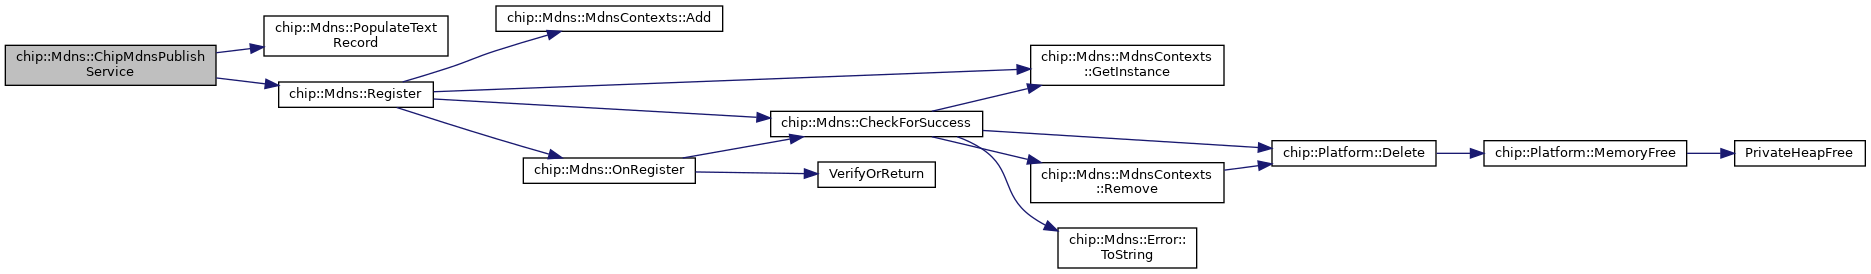 chip::Mdns::ChipMdnsPublish
Service
chip::Mdns::PopulateText
Record
chip::Mdns::Register
chip::Mdns::MdnsContexts::Add
chip::Mdns::MdnsContexts
::GetInstance
chip::Mdns::CheckForSuccess
chip::Mdns::OnRegister
VerifyOrReturn
chip::Mdns::MdnsContexts
::Remove
chip::Mdns::Error::
ToString
chip::Platform::Delete
chip::Platform::MemoryFree
PrivateHeapFree